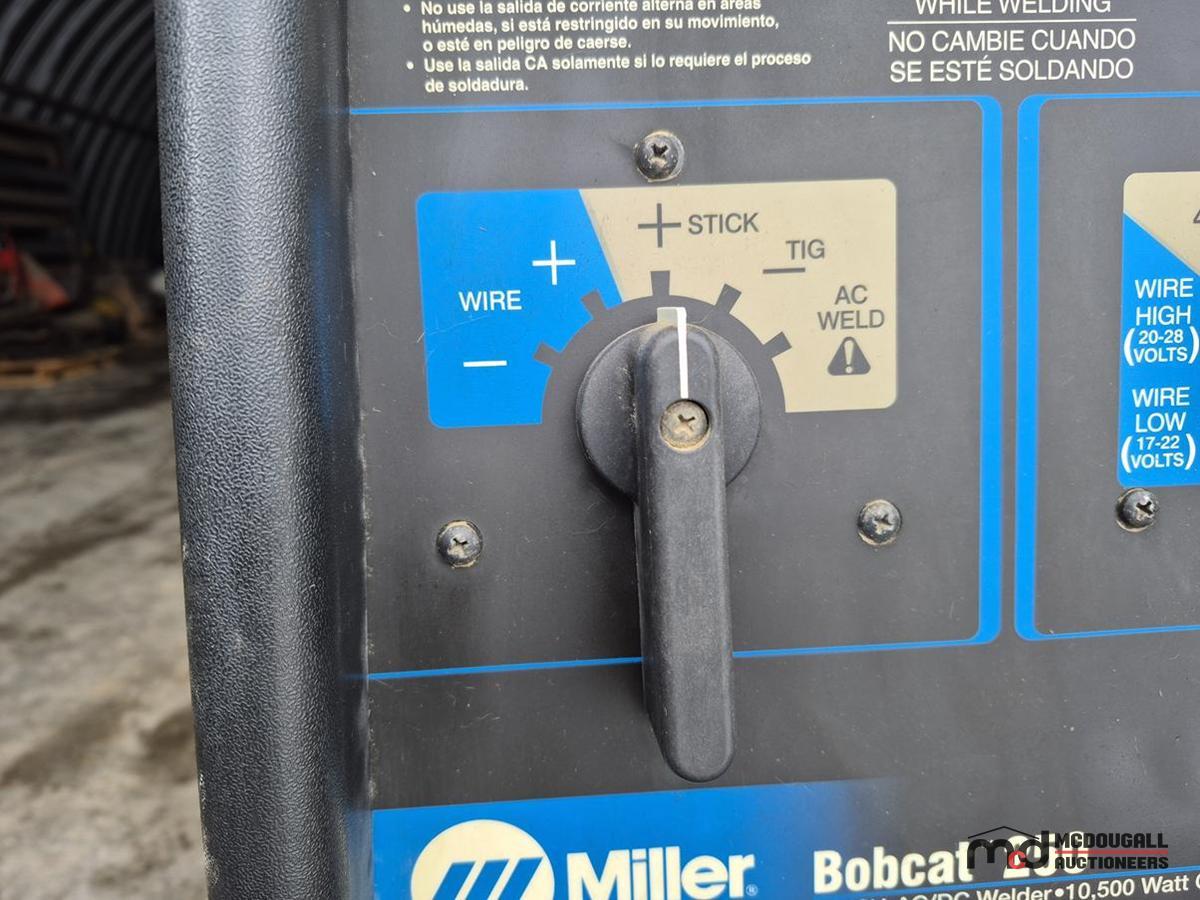 • No use la salida de corriente alterna en áreas
húmedas, si está restringido en su movimiento,
o esté en peligro de caerse.
• Use la salida CA solamente si lo requiere el proceso
de soldadura.
WHILE WELDING
NO CAMBIE CUANDO
SE ESTÉ SOLDANDO
+ STICK
TIG
−
WIRE
+
−
AC
WELD
WIRE
HIGH
(20-28
VOLTS)
WIRE
LOW
(17-22
VOLTS)
Miller®
Bobcat
AC/DC Welder • 10,500 Watt
MCDOUGALL
AUCTIONEERS